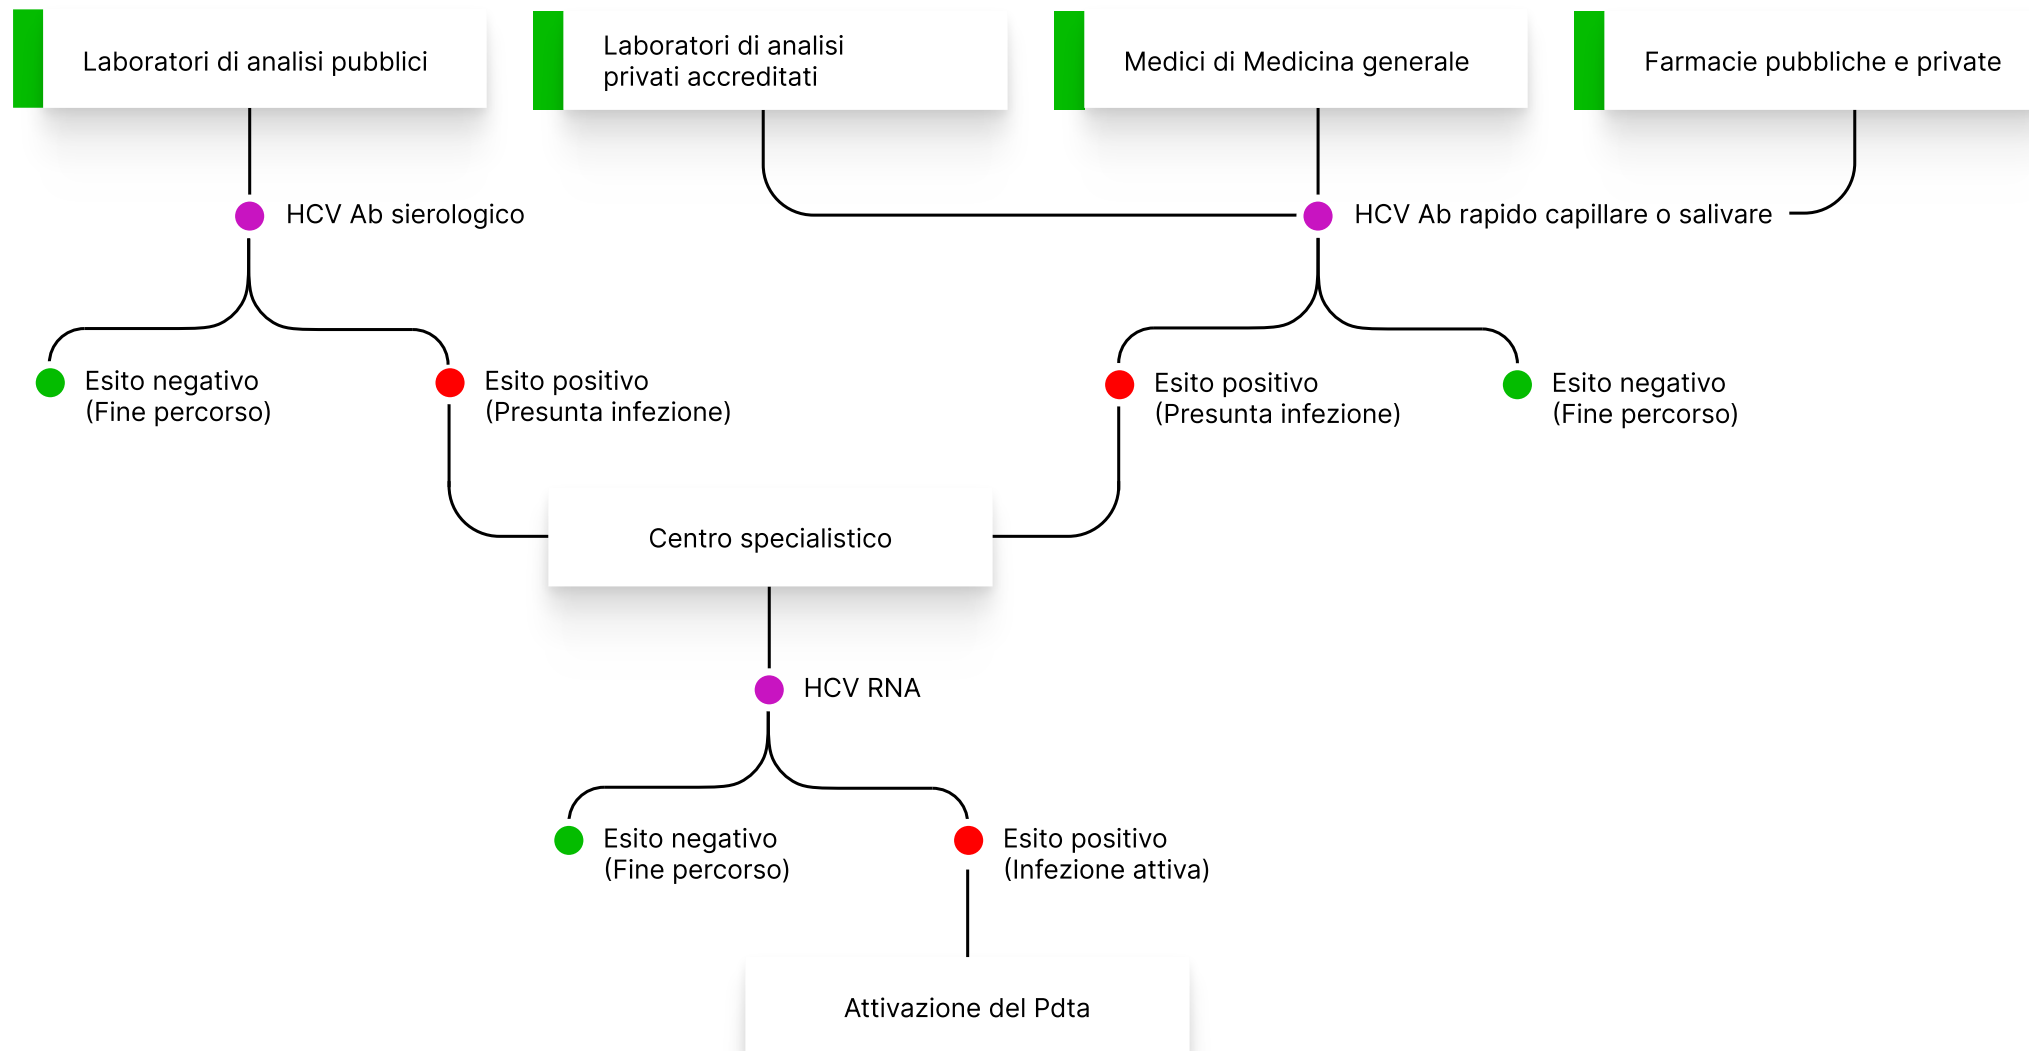 Laboratori di analisi pubblici
Laboratori di analisi
privati accreditati
Medici di Medicina generale
Farmacie pubbliche e private
HCV Ab sierologico
HCV Ab rapido capillare o salivare
Esito negativo
(Fine percorso)
Esito positivo
(Presunta infezione)
Esito positivo
(Presunta infezione)
Esito negativo
(Fine percorso)
Centro specialistico
HCV RNA
Esito negativo
(Fine percorso)
Esito positivo
(Infezione attiva)
Attivazione del Pdta